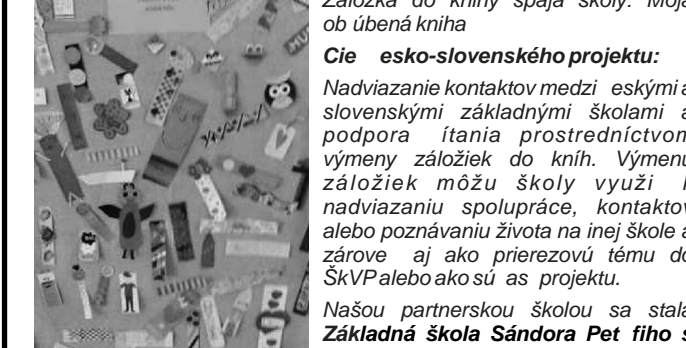 Záložka do knihy spája školy: Moja
ob úbená kniha
Cie esko-slovenského projektu:
Nadviazanie kontaktov medzi eskými a
slovenskými základnými školami a
podpora ítania prostredníctvom
výmeny záložiek do kníh. Výmenu
záložiek môžu školy využi
nadviazaniu spolupráce, kontaktov
alebo poznávaniu života na inej škole a
zárove aj ako prierezovú tému do
ŠkVP alebo ako sú as projektu.
Našou partnerskou školou sa stala
Základná škola Sándora Pet fiho s